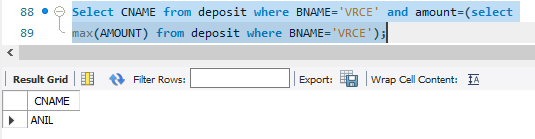 88 Select CNAME from deposit where BNAME='VRCE' and amount=(select
89 max(AMOUNT) from deposit where BNAME='VRCE');
Result Grid Filter Rows: Export: Wrap Cell Content:
CNAME
ANIL